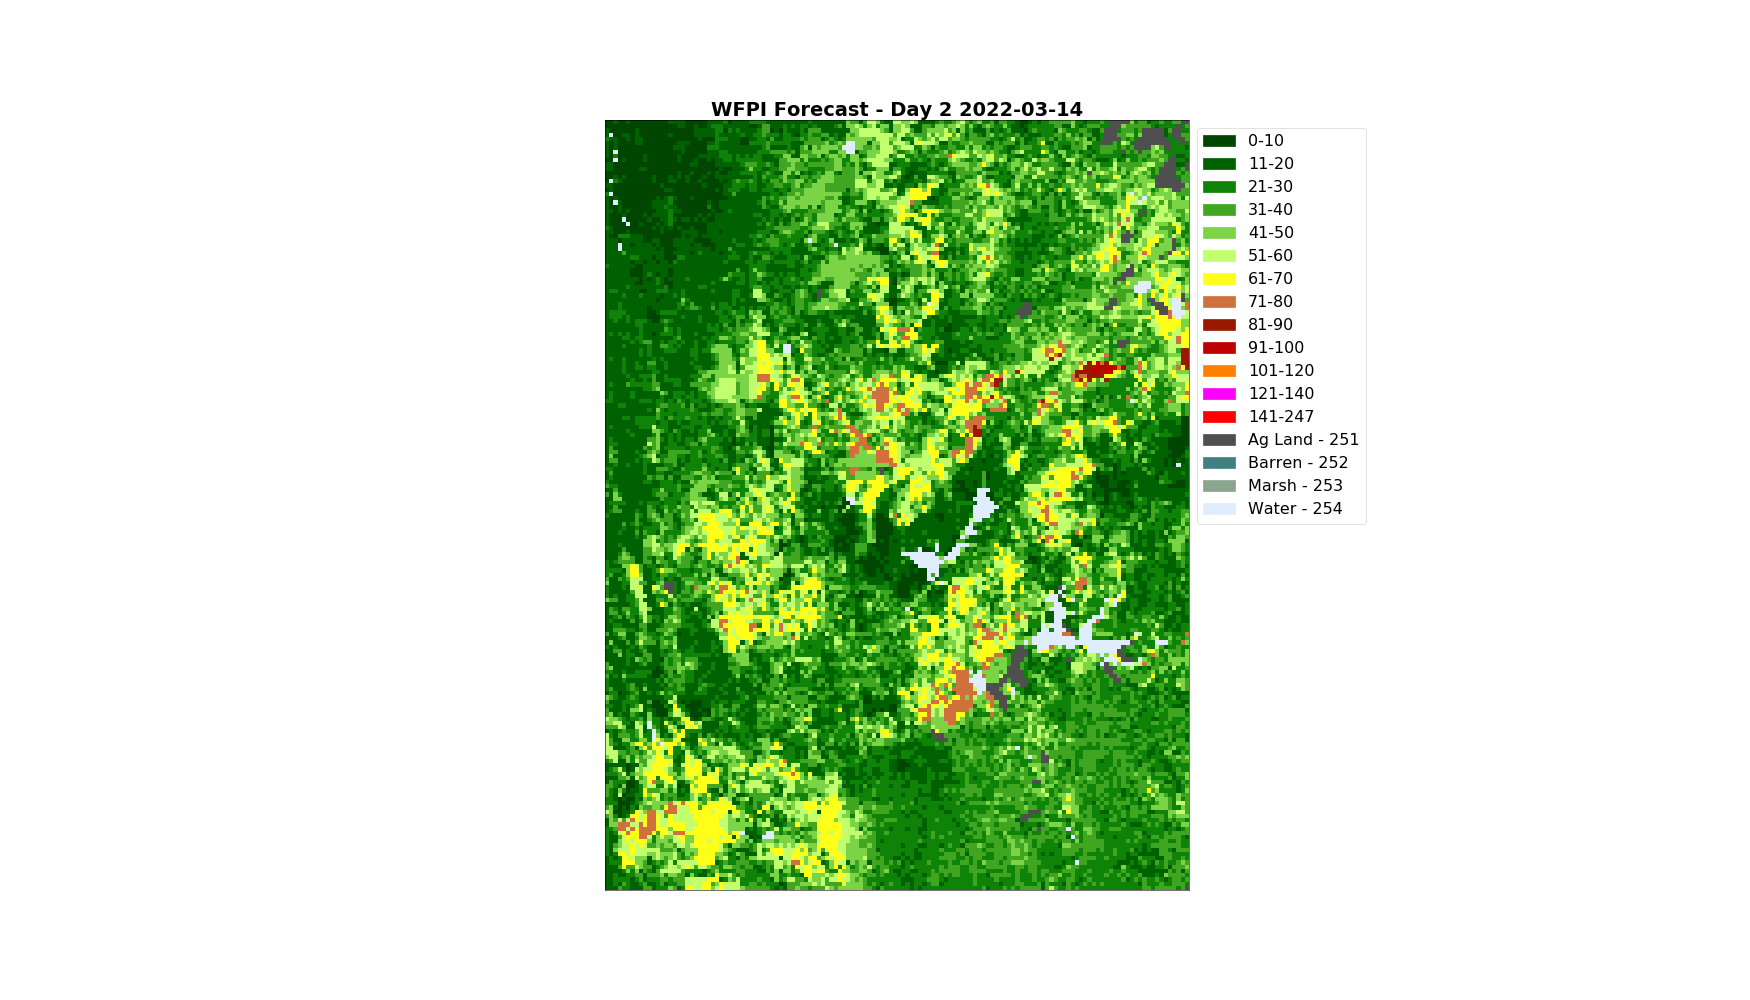 WFPI Forecast - Day 2 2022-03-14
0-10
11-20
21-30
31-40
41-50
51-60
61-70
71-80
81-90
91-100
101-120
121-140
141-247
Ag Land - 251
Barren - 252
Marsh - 253
Water - 254